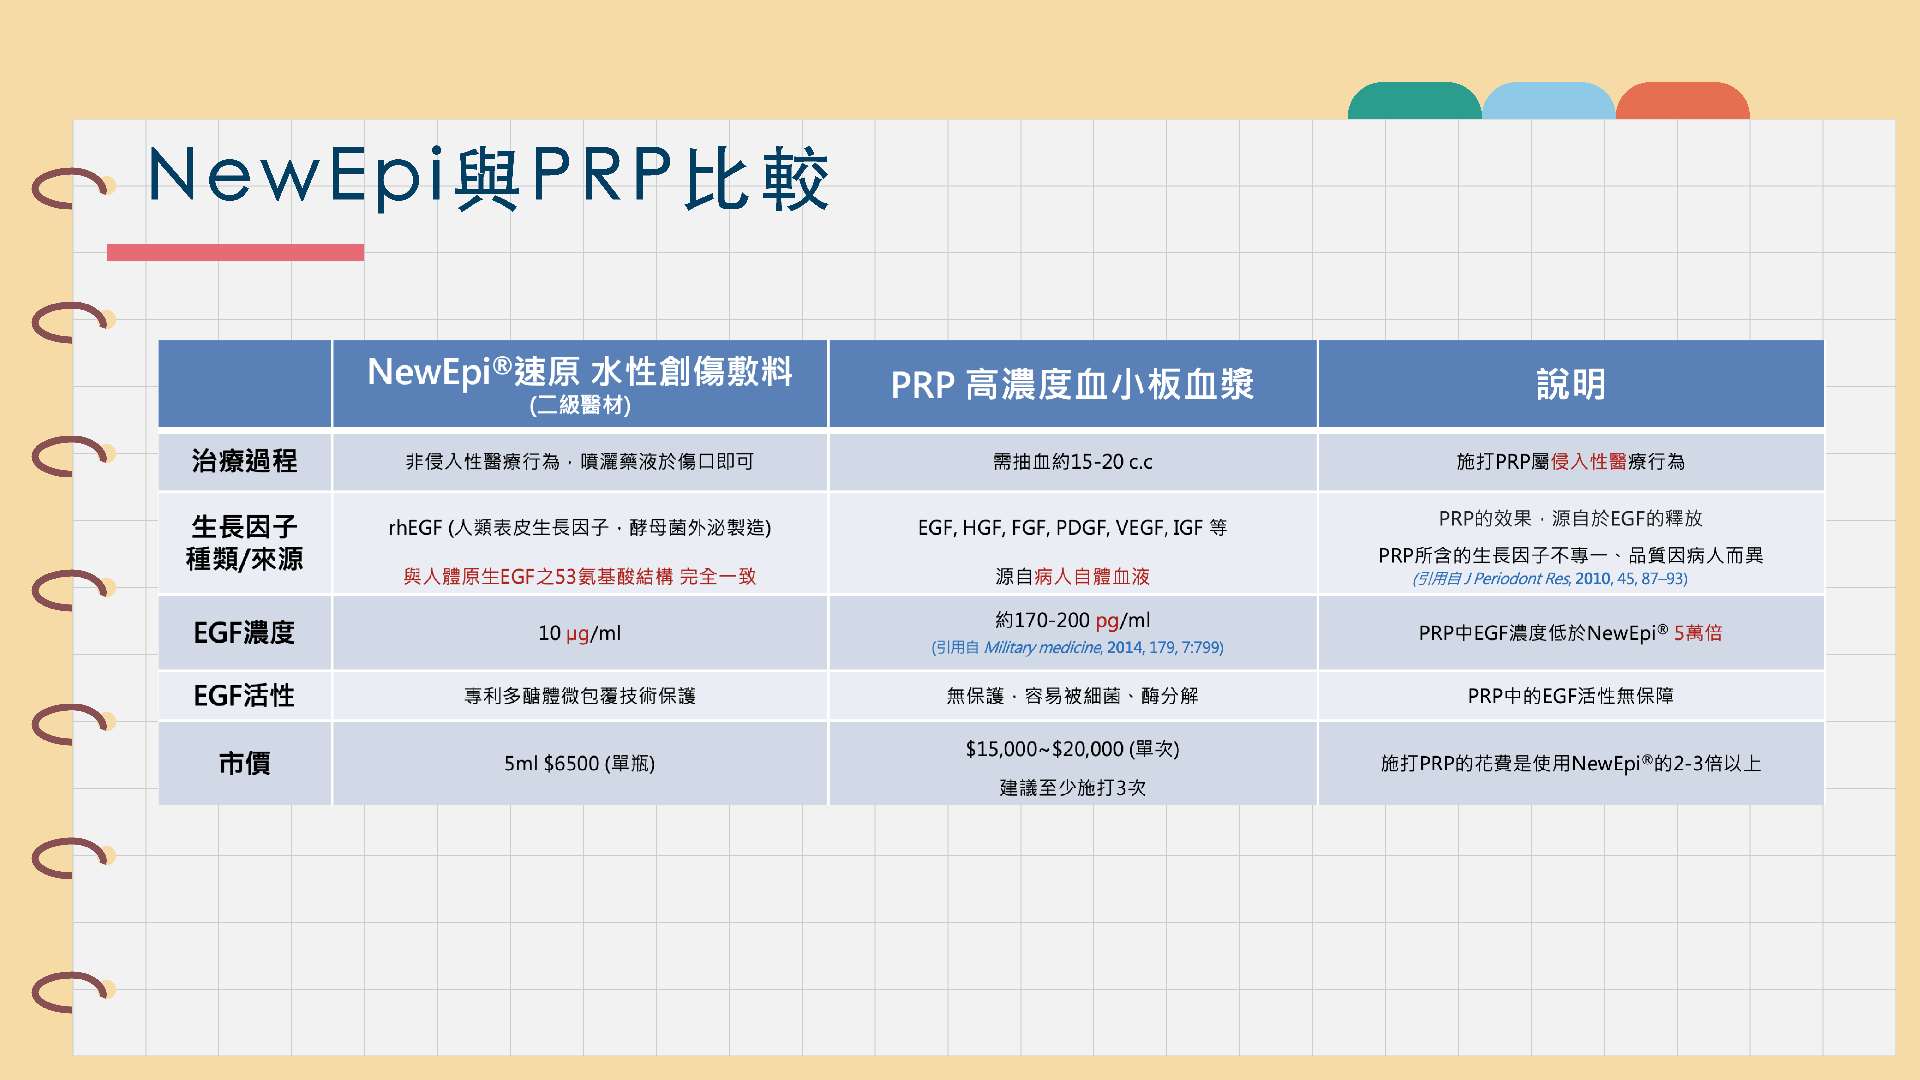 NewEpi與PRP比較
NewEpi®速原 水性創傷敷料
(二級醫材)
PRP 高濃度血小板血漿
說明
治療過程
非侵入性醫療行為，噴灑藥液於傷口即可
需抽血約15-20 c.c
施打PRP屬侵入性醫療行為
生長因子
種類/來源
rhEGF (人類表皮生長因子，酵母菌外泌製造)
與人體原生EGF之53氨基酸結構 完全一致
EGF, HGF, FGF, PDGF, VEGF, IGF 等
源自病人自體血液
PRP的效果，源自於EGF的釋放
PRP所含的生長因子不專一、品質因病人而異
(引用自 J Periodont Res, 2010, 45, 87–93)
EGF濃度
10 μg/ml
約170-200 pg/ml
(引用自 Military medicine, 2014, 179, 7:799)
PRP中EGF濃度低於NewEpi® 5萬倍
EGF活性
專利多醣體微包覆技術保護
無保護，容易被細菌、酶分解
PRP中的EGF活性無保障
市價
5ml $6500 (單瓶)
$15,000~$20,000 (單次)
建議至少施打3次
施打PRP的花費是使用NewEpi®的2-3倍以上